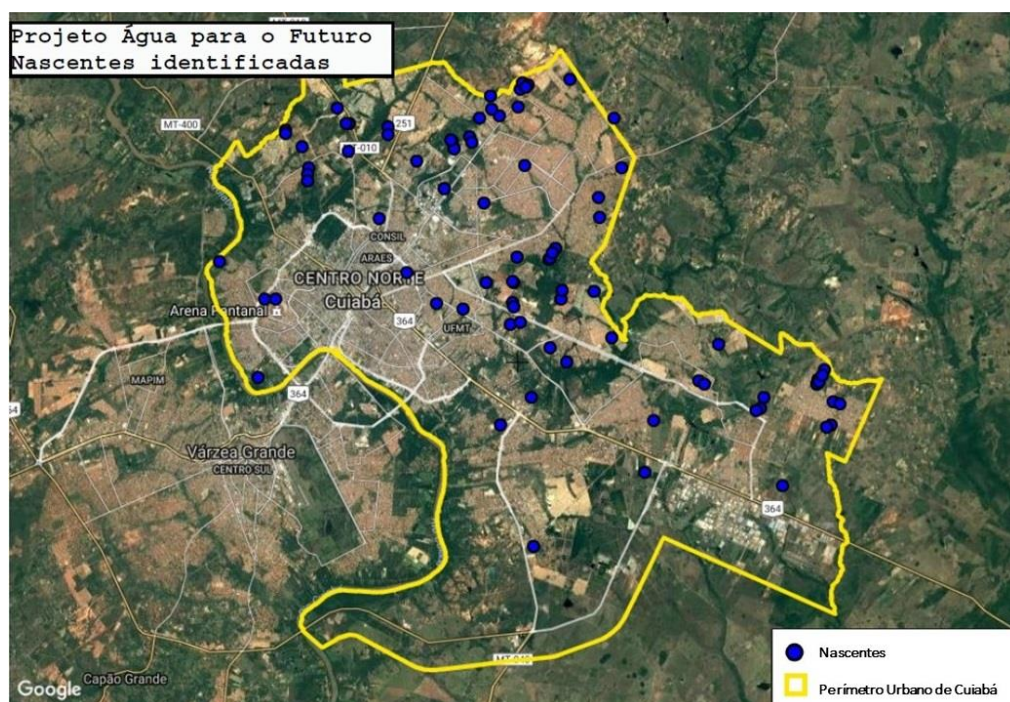 Projeto Água para o Futuro
Nascentes identificadas
MT-400
251
MT-010
CONSIL
ARAES
CENTRO NORTE
Cuiabá
Arena Pantanal
364
UFMT
MAPIM
364
64
Várzea Grande
CENTRO SUL
364
Capão Grande
Google
Nascentes
Perímetro Urbano de Cuiabá